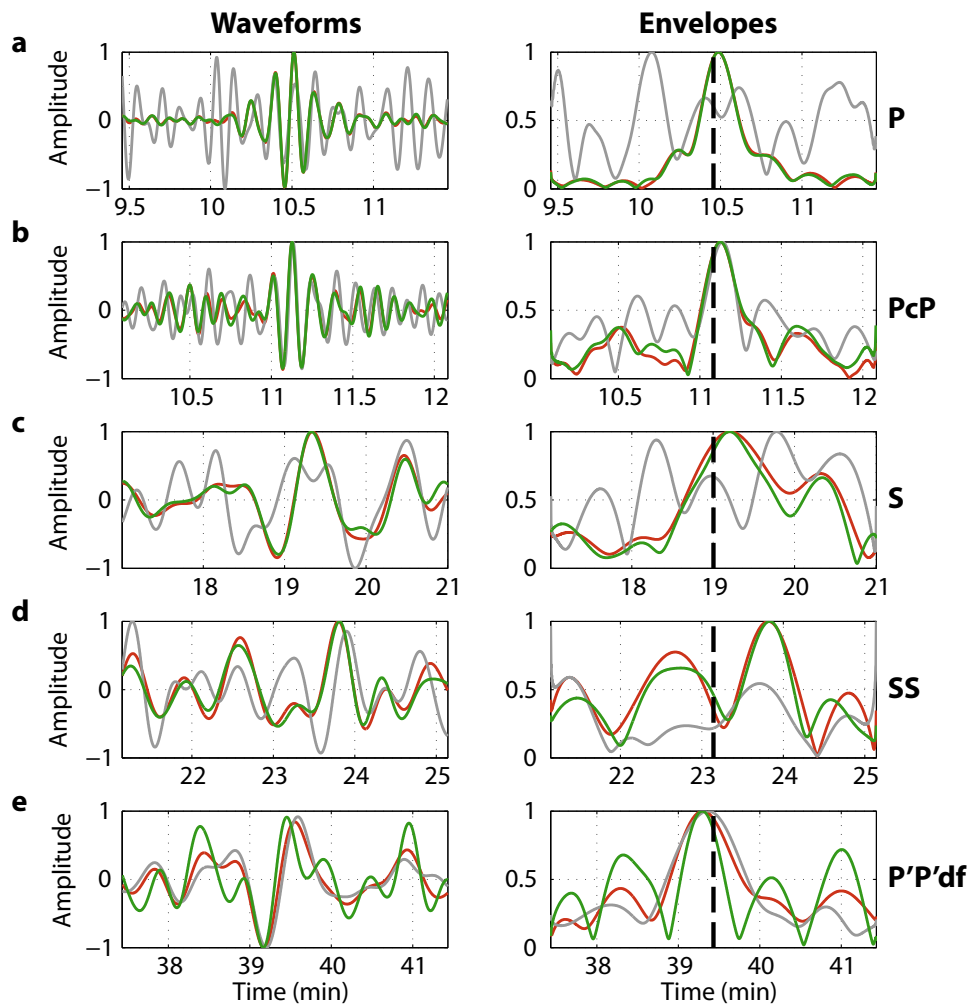 Waveforms Envelopes
a
Amplitude
1
0
−1
9.5 10 10.5 11
1
0.5
0
9.5 10 10.5 11
P
b
Amplitude
1
0
−1
10.5 11 11.5 12
1
0.5
0
10.5 11 11.5 12
PcP
c
Amplitude
1
0
−1
18 19 20 21
1
0.5
0
18 19 20 21
S
d
Amplitude
1
0
−1
22 23 24 25
1
0.5
0
22 23 24 25
SS
e
Amplitude
1
0
−1
38 39 40 41
Time (min)
1
0.5
0
38 39 40 41
Time (min)
P′P′df